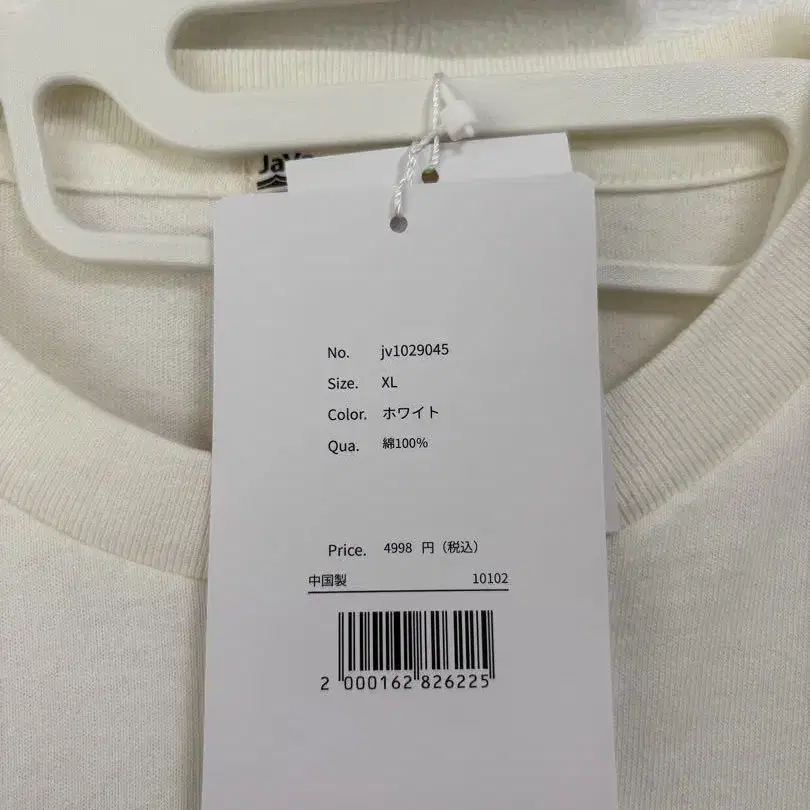 No. jv1029045
Size. XL
Color. ホワイト
Qua. 綿100%
Price. 4998 円（税込）
中国製 10102
2 000162 826225